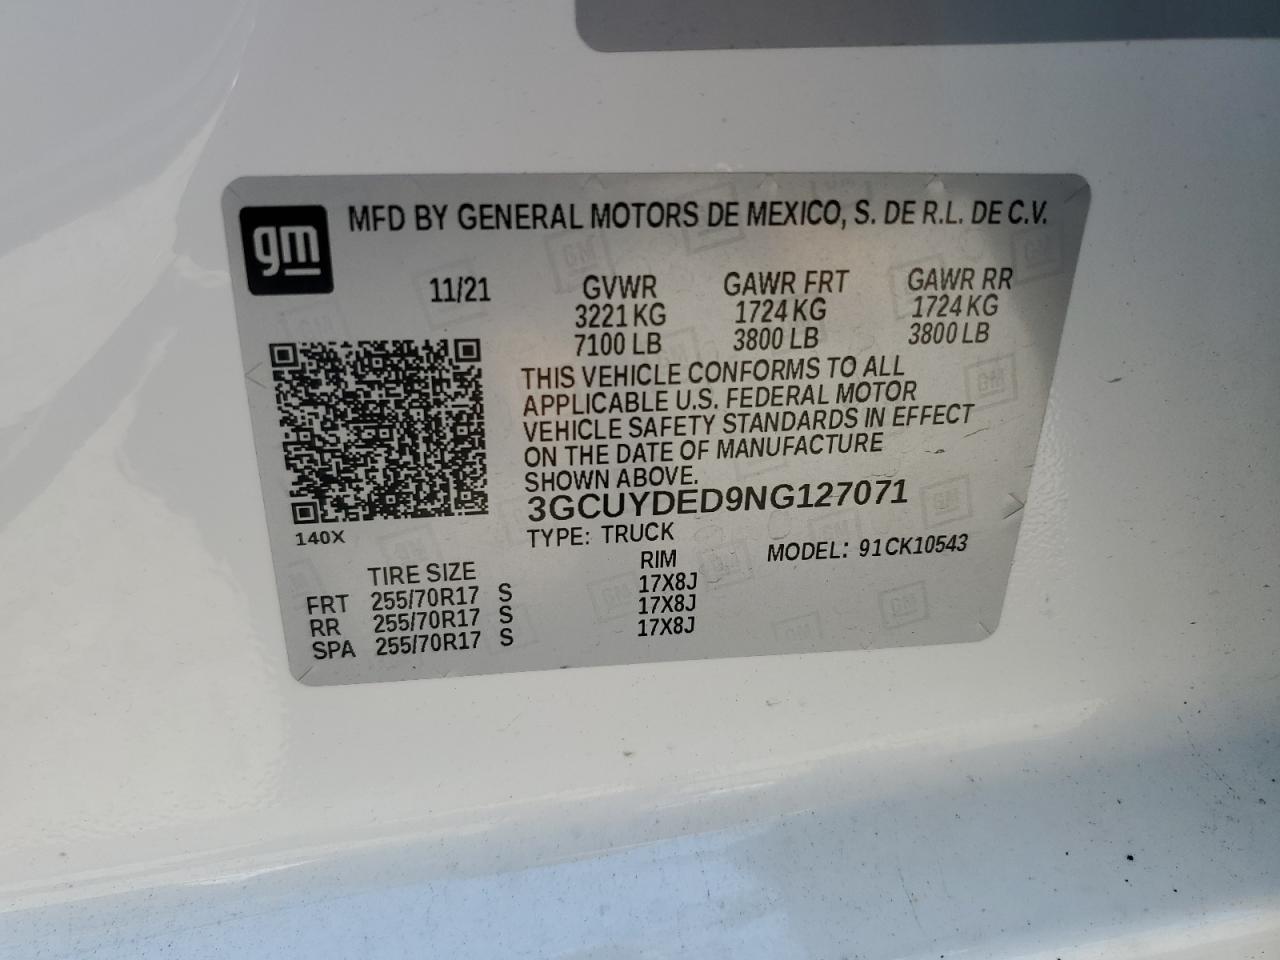 gm
MFD BY GENERAL MOTORS DE MEXICO, S. DE R.L. DE C.V.
11/21 GVWR GAWR FRT GAWR RR
3221 KG 1724 KG 1724 KG
7100 LB 3800 LB 3800 LB
THIS VEHICLE CONFORMS TO ALL
APPLICABLE U.S. FEDERAL MOTOR
VEHICLE SAFETY STANDARDS IN EFFECT
ON THE DATE OF MANUFACTURE
SHOWN ABOVE.
3GCUYDED9NG127071
140X
TYPE: TRUCK
MODEL: 91CK10543
TIRE SIZE RIM
FRT 255/70R17 S 17X8J
RR 255/70R17 S 17X8J
SPA 255/70R17 S 17X8J